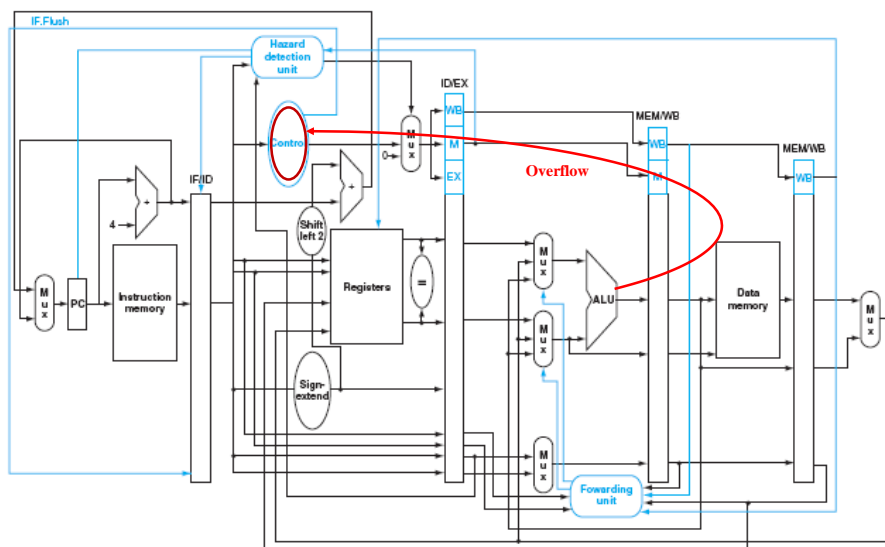 IF.Flush
Hazard
detection
unit
ID/EX
WB
MEM/WB
Control
M
u
x
0
M
WB
MEM/WB
Overflow
IF/ID
EX
M
WB
+
4
+
Shift
left 2
M
u
x
PC
Instruction
memory
Registers
=
M
u
x
ALU
Data
memory
M
u
x
M
u
x
Sign-
extend
M
u
x
Fowarding
unit